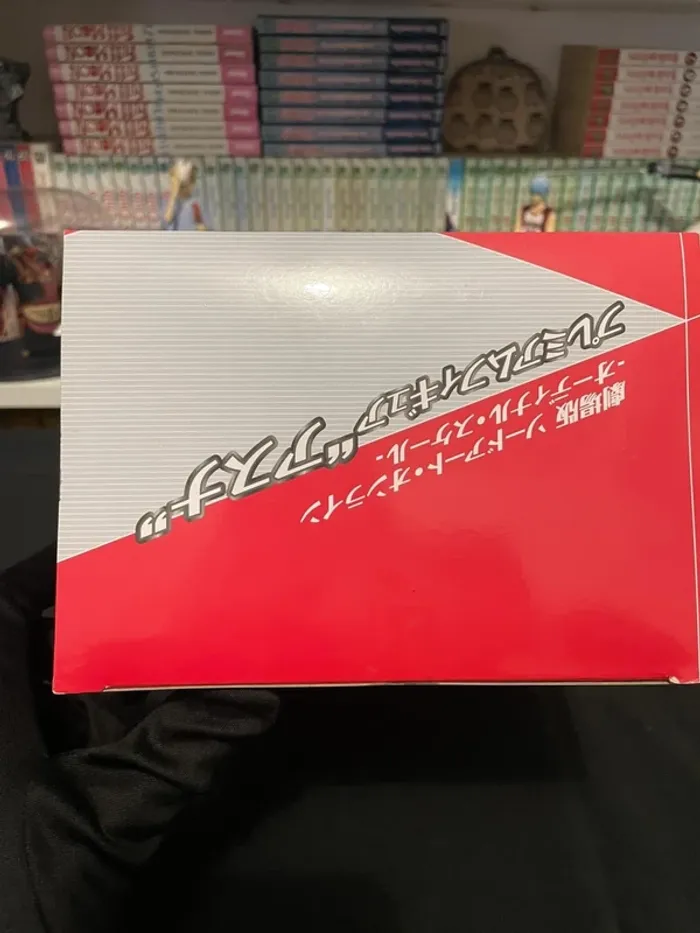 劇場版 ソードアート・オンライン
-オーディナル・スケール-
プレミアムフィギュア“アスナ”